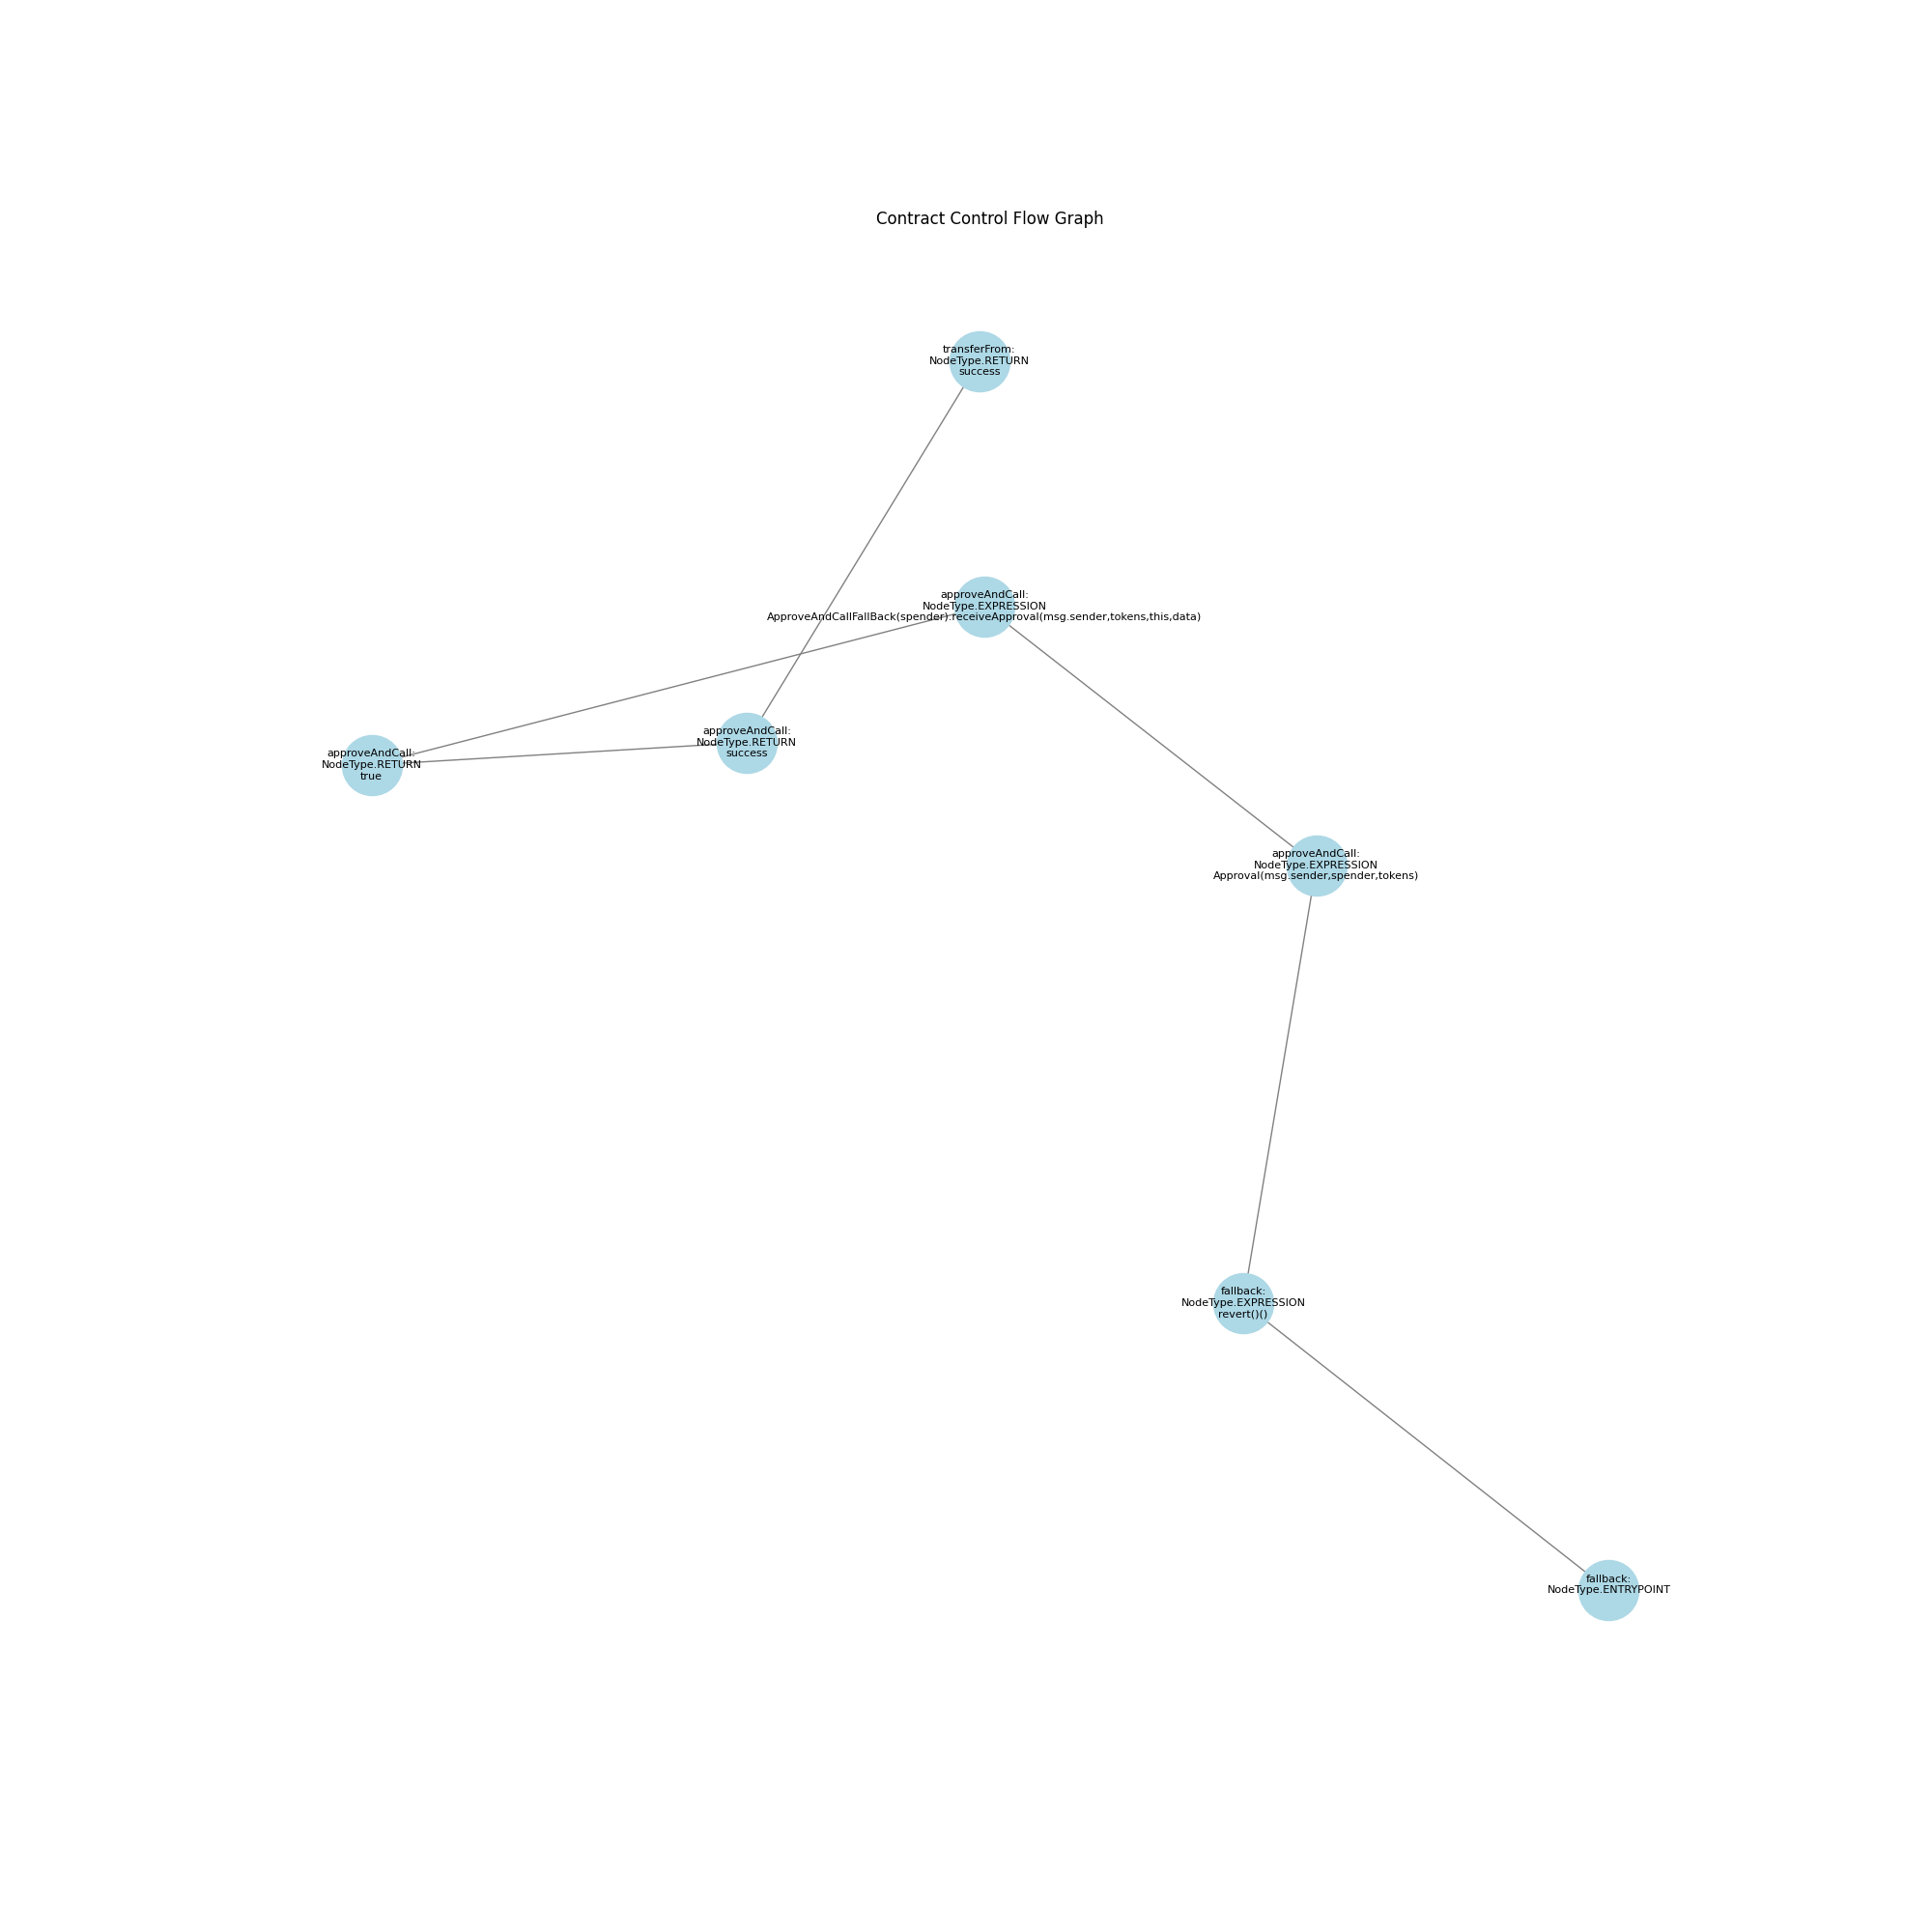 Contract Control Flow Graph
transferFrom:
NodeType.RETURN
success
approveAndCall:
NodeType.EXPRESSION
ApproveAndCallFallBack(spender).receiveApproval(msg.sender,tokens,this,data)
approveAndCall:
NodeType.RETURN
success
approveAndCall:
NodeType.RETURN
true
approveAndCall:
NodeType.EXPRESSION
Approval(msg.sender,spender,tokens)
fallback:
NodeType.EXPRESSION
revert()()
fallback:
NodeType.ENTRYPOINT